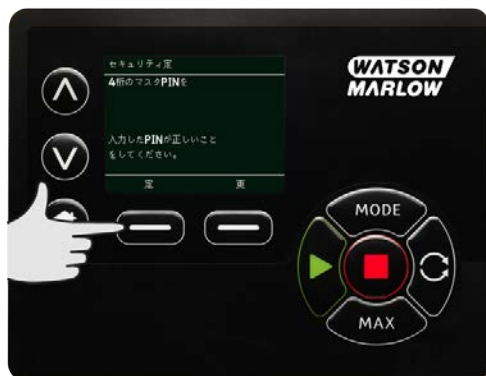 セキュリティ定
4桁のマスタPINを
入力したPINが正しいこと
をしてください。
定 更
WATSON
MARLOW
MODE
MAX